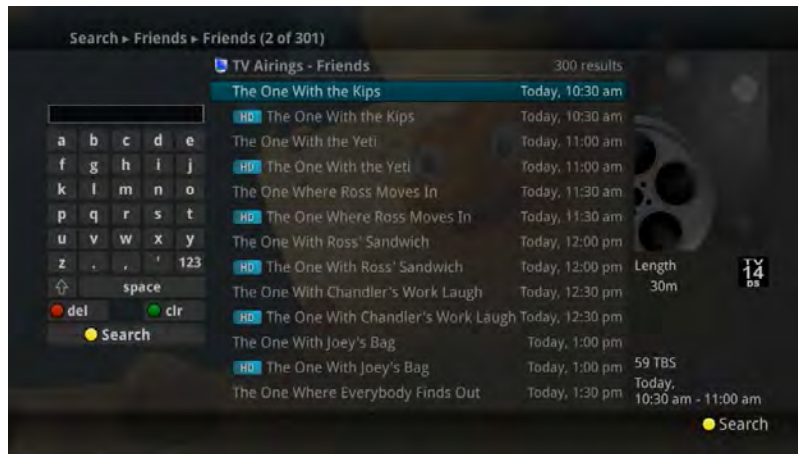 Search ▸ Friends ▸ Friends (2 of 301)
TV Airings - Friends 300 results
The One With the Kips Today, 10:30 am
HD The One With the Kips Today, 10:30 am
The One With the Yeti Today, 11:00 am
HD The One With the Yeti Today, 11:00 am
The One Where Ross Moves In Today, 11:30 am
HD The One Where Ross Moves In Today, 11:30 am
The One With Ross' Sandwich Today, 12:00 pm
HD The One With Ross' Sandwich Today, 12:00 pm
The One With Chandler's Work Laugh Today, 12:30 pm
HD The One With Chandler's Work Laugh Today, 12:30 pm
The One With Joey's Bag Today, 1:00 pm
HD The One With Joey's Bag Today, 1:00 pm
The One Where Everybody Finds Out Today, 1:30 pm
a b c d e
f g h i j
k l m n o
p q r s t
u v w x y
z . , ' 123
space
del clr
Search
Length
30m
TV
14
DS
59 TBS
Today,
10:30 am - 11:00 am
Search